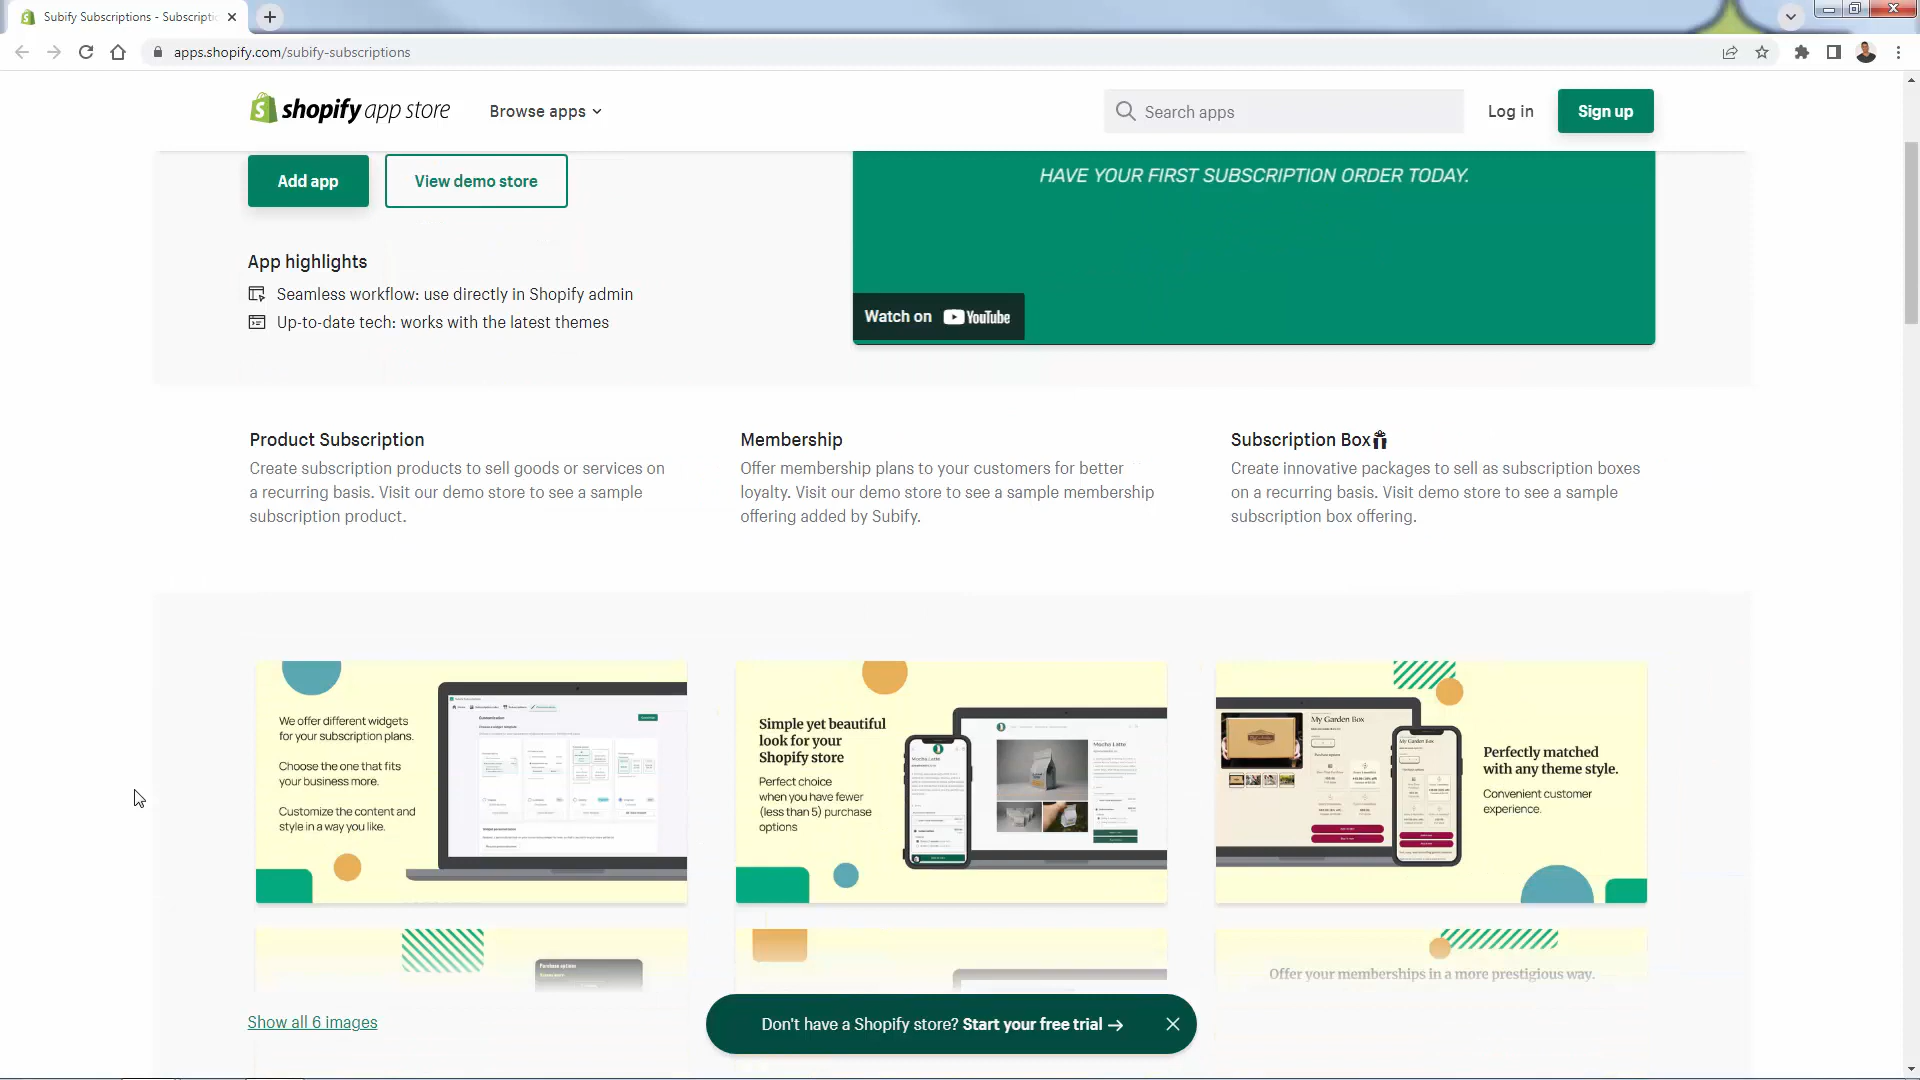 Subify Subscriptions - Subscripti
apps.shopify.com/subify-subscriptions
shopify app store
Browse apps
Search apps
Log in
Sign up
Add app
View demo store
HAVE YOUR FIRST SUBSCRIPTION ORDER TODAY.
App highlights
Seamless workflow: use directly in Shopify admin
Up-to-date tech: works with the latest themes
Watch on YouTube
Product Subscription
Create subscription products to sell goods or services on
a recurring basis. Visit our demo store to see a sample
subscription product.
Membership
Offer membership plans to your customers for better
loyalty. Visit our demo store to see a sample membership
offering added by Subify.
Subscription Box
Create innovative packages to sell as subscription boxes
on a recurring basis. Visit demo store to see a sample
subscription box offering.
We offer different widgets
for your subscription plans.
Choose the one that fits
your business more.
Customize the content and
style in a way you like.
Simple yet beautiful
look for your
Shopify store
Perfect choice
when you have fewer
(less than 5) purchase
options
Mocha Latte
Mocha Latte
My Garden Box
My Garden Box
Perfectly matched
with any theme style.
Convenient customer
experience.
Purchase options
Offer your memberships in a more prestigious way.
Show all 6 images
Don't have a Shopify store? Start your free trial →